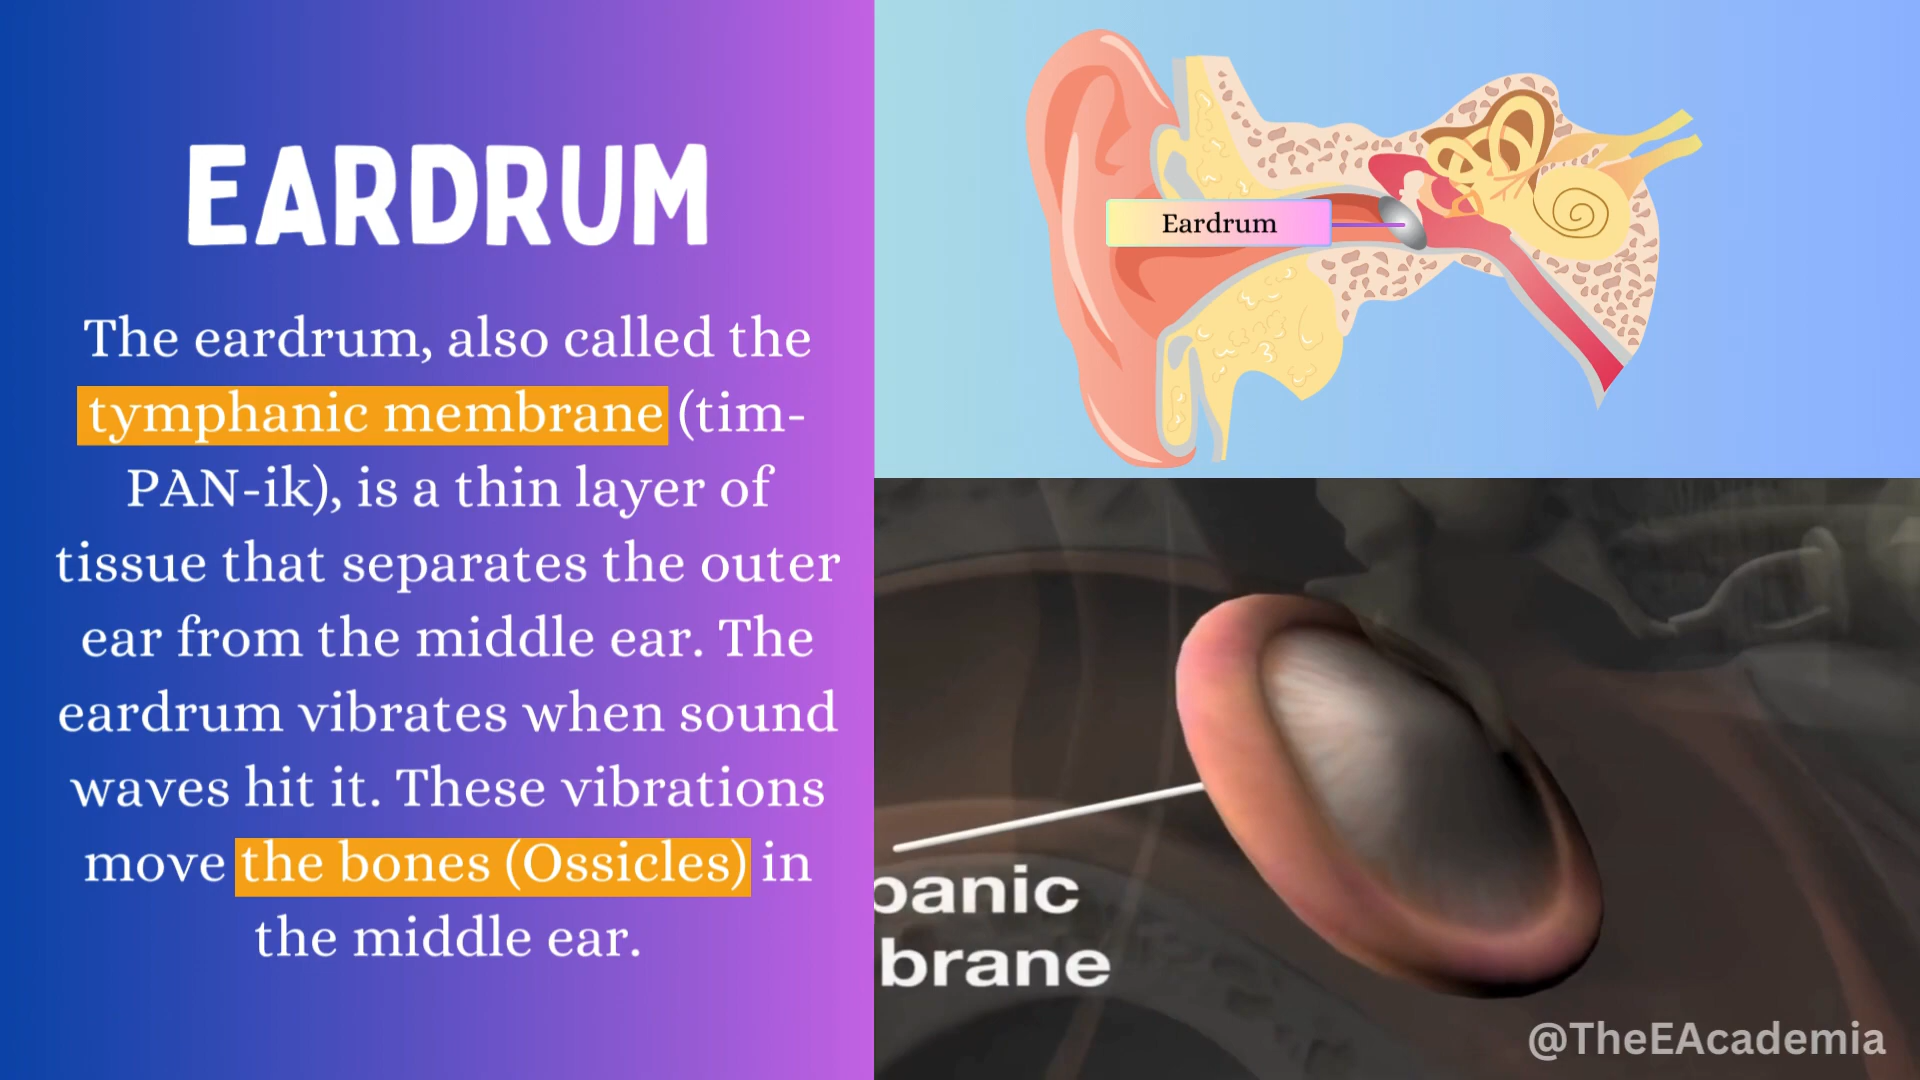 EARDRUM
The eardrum, also called the
tymphanic membrane (tim-
PAN-ik), is a thin layer of
tissue that separates the outer
ear from the middle ear. The
eardrum vibrates when sound
waves hit it. These vibrations
move the bones (Ossicles) in
the middle ear.
Eardrum
panic
brane
@TheEAcademia